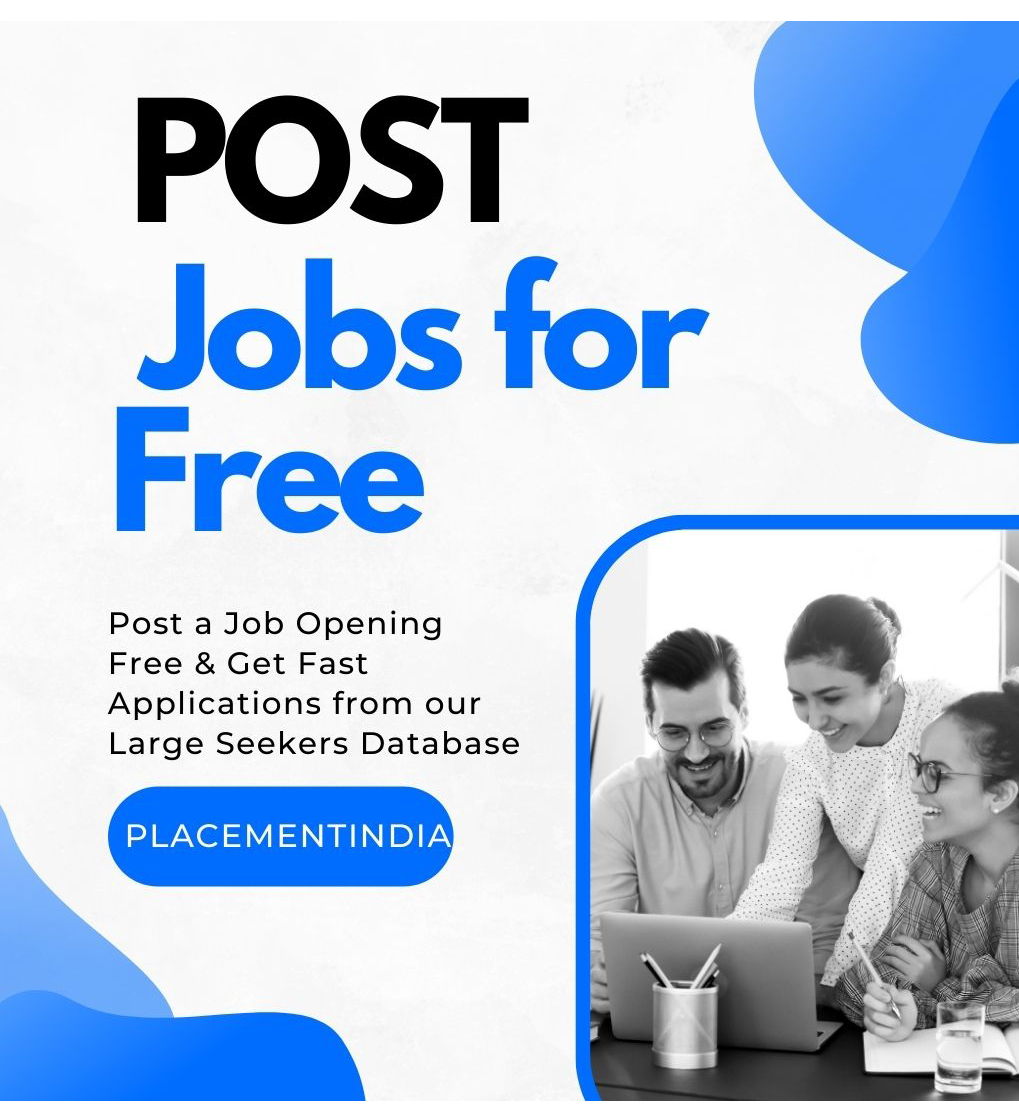 POST
Jobs for
Free
Post a Job Opening
Free & Get Fast
Applications from our
Large Seekers Database
PLACEMENTINDIA